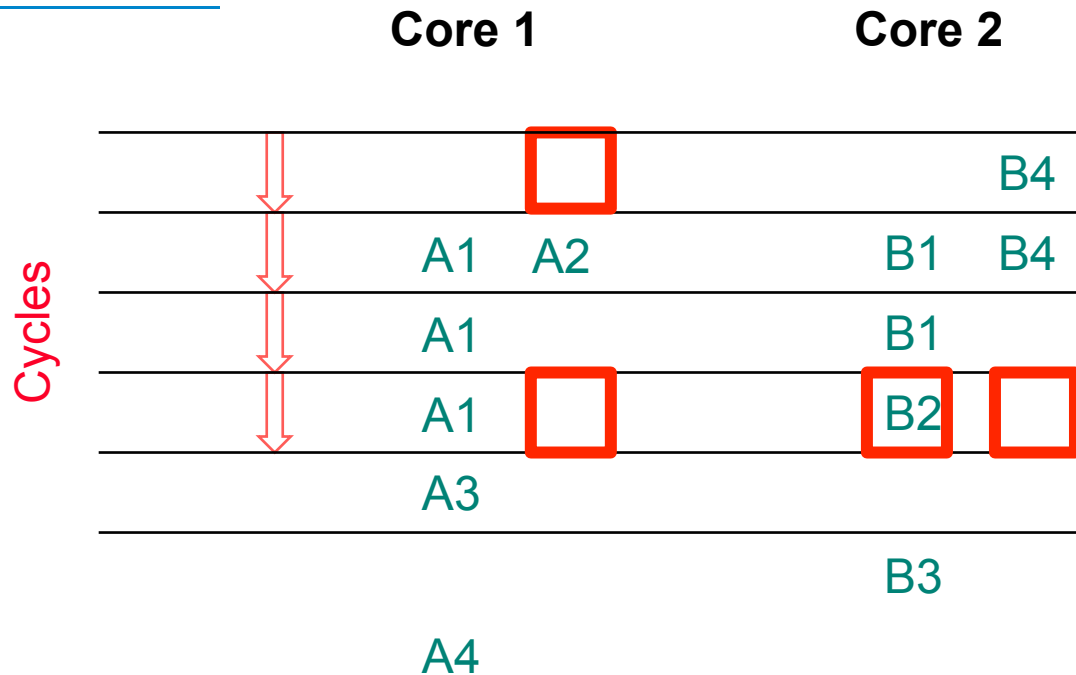 Core 1 Core 2
B4
A1 A2 B1 B4
A1 B1
A1 B2
A3
B3
A4
Cycles